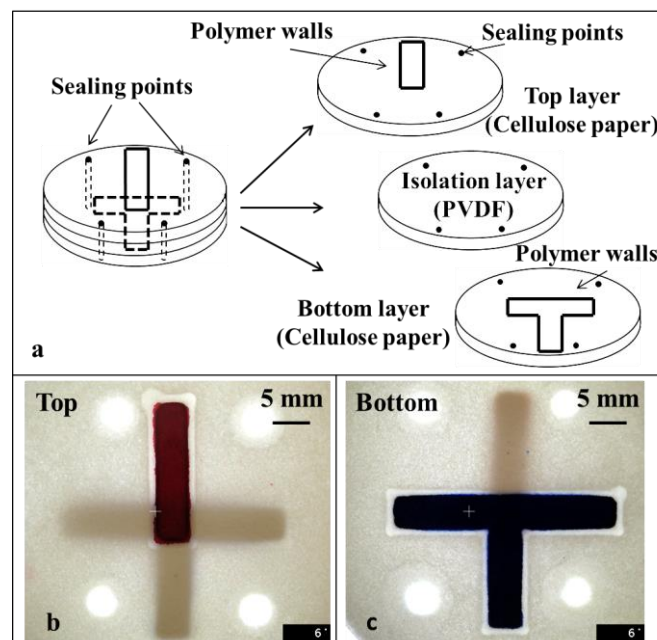 Polymer walls
Sealing points
Sealing points
Top layer
(Cellulose paper)
Isolation layer
(PVDF)
Polymer walls
Bottom layer
(Cellulose paper)
a
Top
5 mm
b
6
Bottom
5 mm
c
6